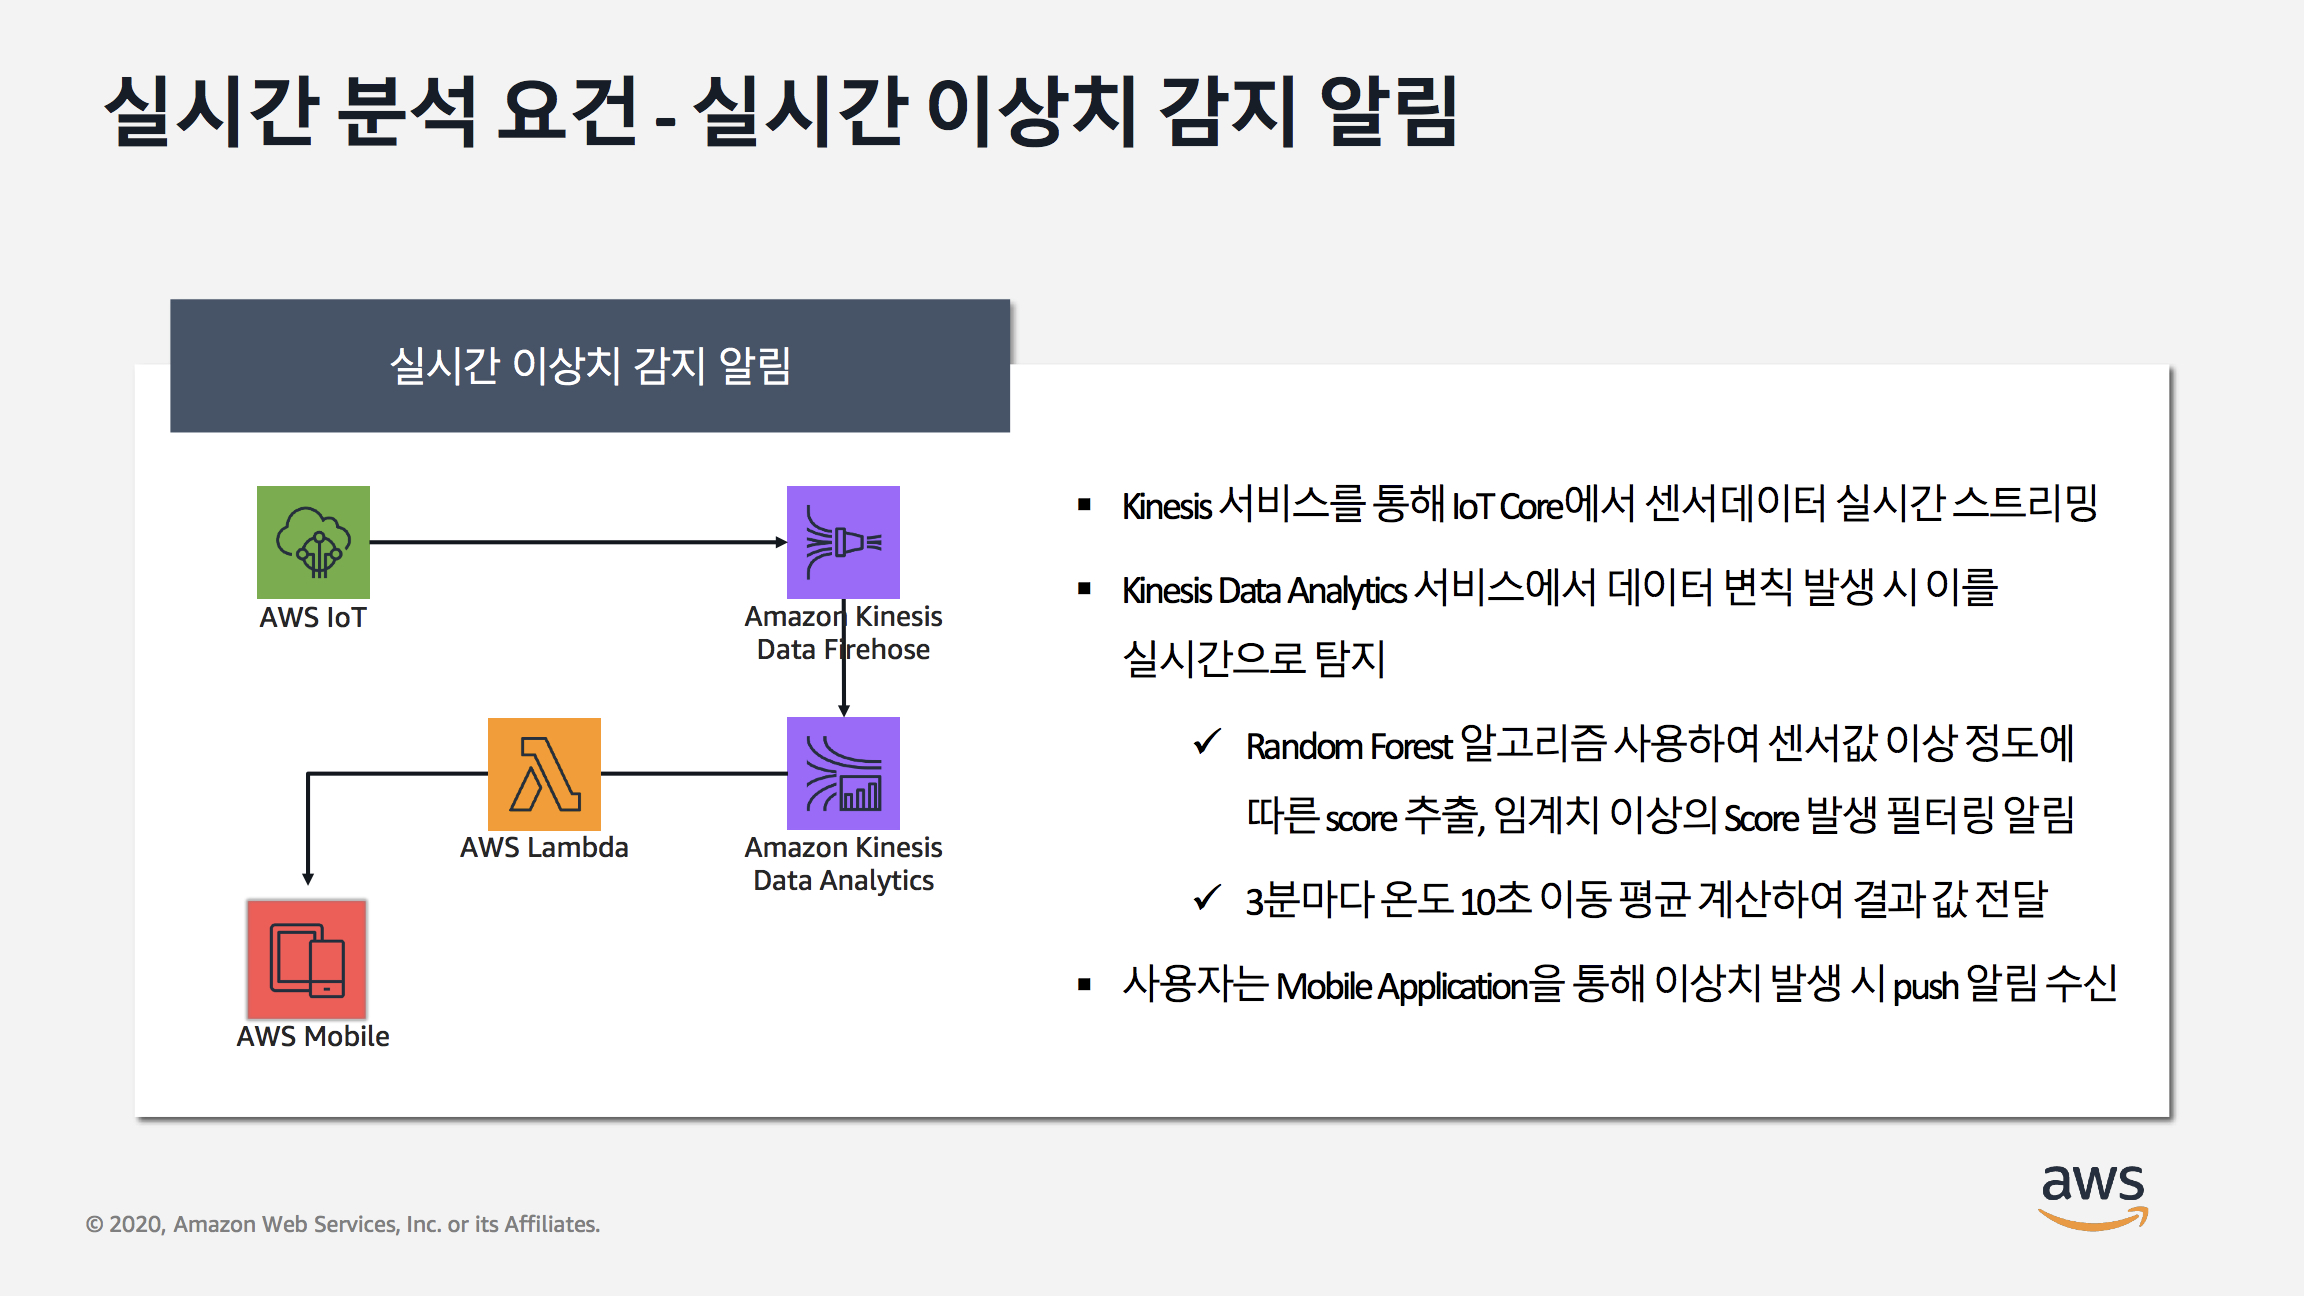 실시간 분석 요건 - 실시간 이상치 감지 알림
실시간 이상치 감지 알림
AWS IoT
Amazon Kinesis
Data Firehose
AWS Lambda
Amazon Kinesis
Data Analytics
AWS Mobile
▪ Kinesis 서비스를 통해 IoT Core에서 센서데이터 실시간 스트리밍
▪ Kinesis Data Analytics 서비스에서 데이터 변칙 발생 시 이를
실시간으로 탐지
✓ Random Forest 알고리즘 사용하여 센서값 이상 정도에
따른 score 추출, 임계치 이상의 Score 발생 필터링 알림
✓ 3분마다 온도 10초 이동 평균 계산하여 결과 값 전달
▪ 사용자는 Mobile Application을 통해 이상치 발생 시 push 알림 수신
© 2020, Amazon Web Services, Inc. or its Affiliates.
aws